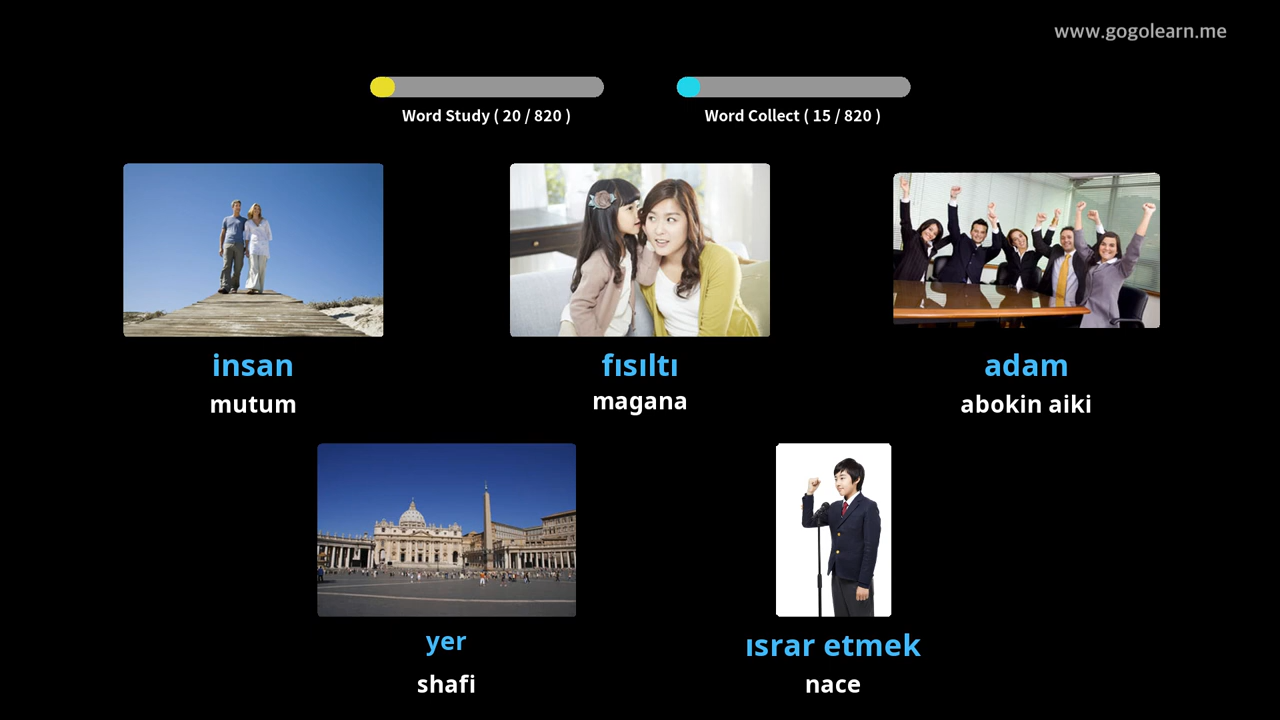 www.gogolearn.me
Word Study ( 20 / 820 )
Word Collect ( 15 / 820 )
insan
mutum
fısıltı
magana
adam
abokin aiki
yer
shafi
ısrar etmek
nace